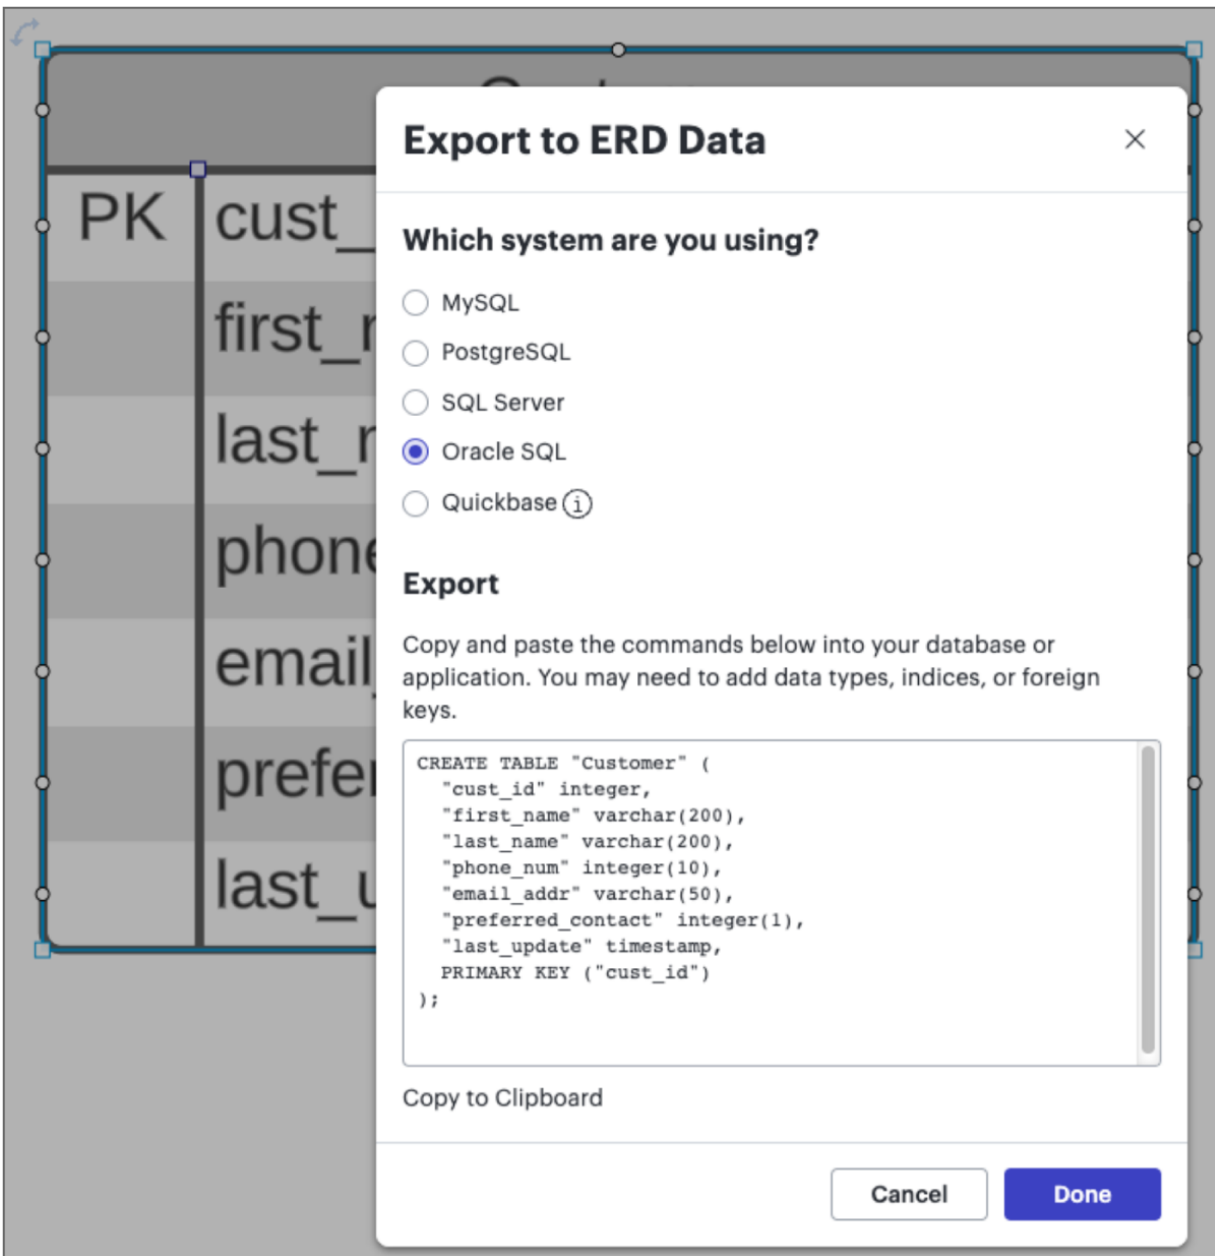 Export to ERD Data
Which system are you using?
MySQL
PostgreSQL
SQL Server
Oracle SQL
Quickbase i
Export
Copy and paste the commands below into your database or
application. You may need to add data types, indices, or foreign
keys.
CREATE TABLE "Customer" (
"cust_id" integer,
"first_name" varchar(200),
"last_name" varchar(200),
"phone_num" integer(10),
"email_addr" varchar(50),
"preferred_contact" integer(1),
"last_update" timestamp,
PRIMARY KEY ("cust_id")
);
Copy to Clipboard
Cancel
Done
PK cust_
first_
last_
phone
email_
prefer
last_u